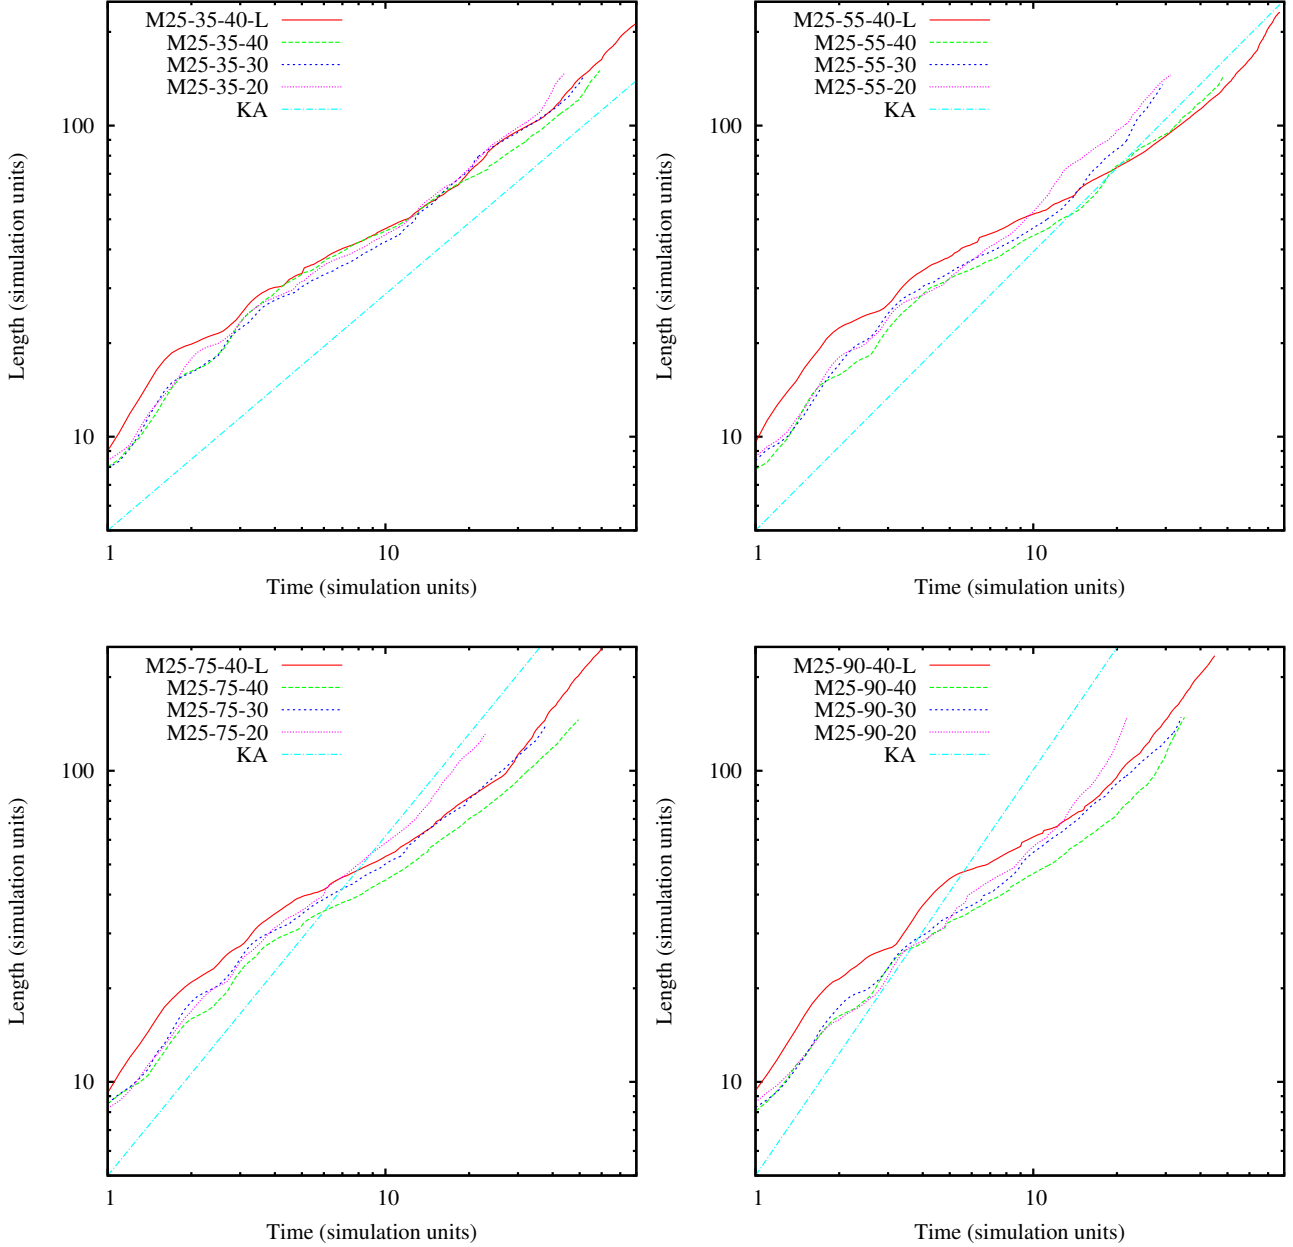 M25-35-40-L
M25-35-40
M25-35-30
M25-35-20
KA
100
10
1
10
Length (simulation units)
Time (simulation units)
M25-55-40-L
M25-55-40
M25-55-30
M25-55-20
KA
100
10
1
10
Length (simulation units)
Time (simulation units)
M25-75-40-L
M25-75-40
M25-75-30
M25-75-20
KA
100
10
1
10
Length (simulation units)
Time (simulation units)
M25-90-40-L
M25-90-40
M25-90-30
M25-90-20
KA
100
10
1
10
Length (simulation units)
Time (simulation units)